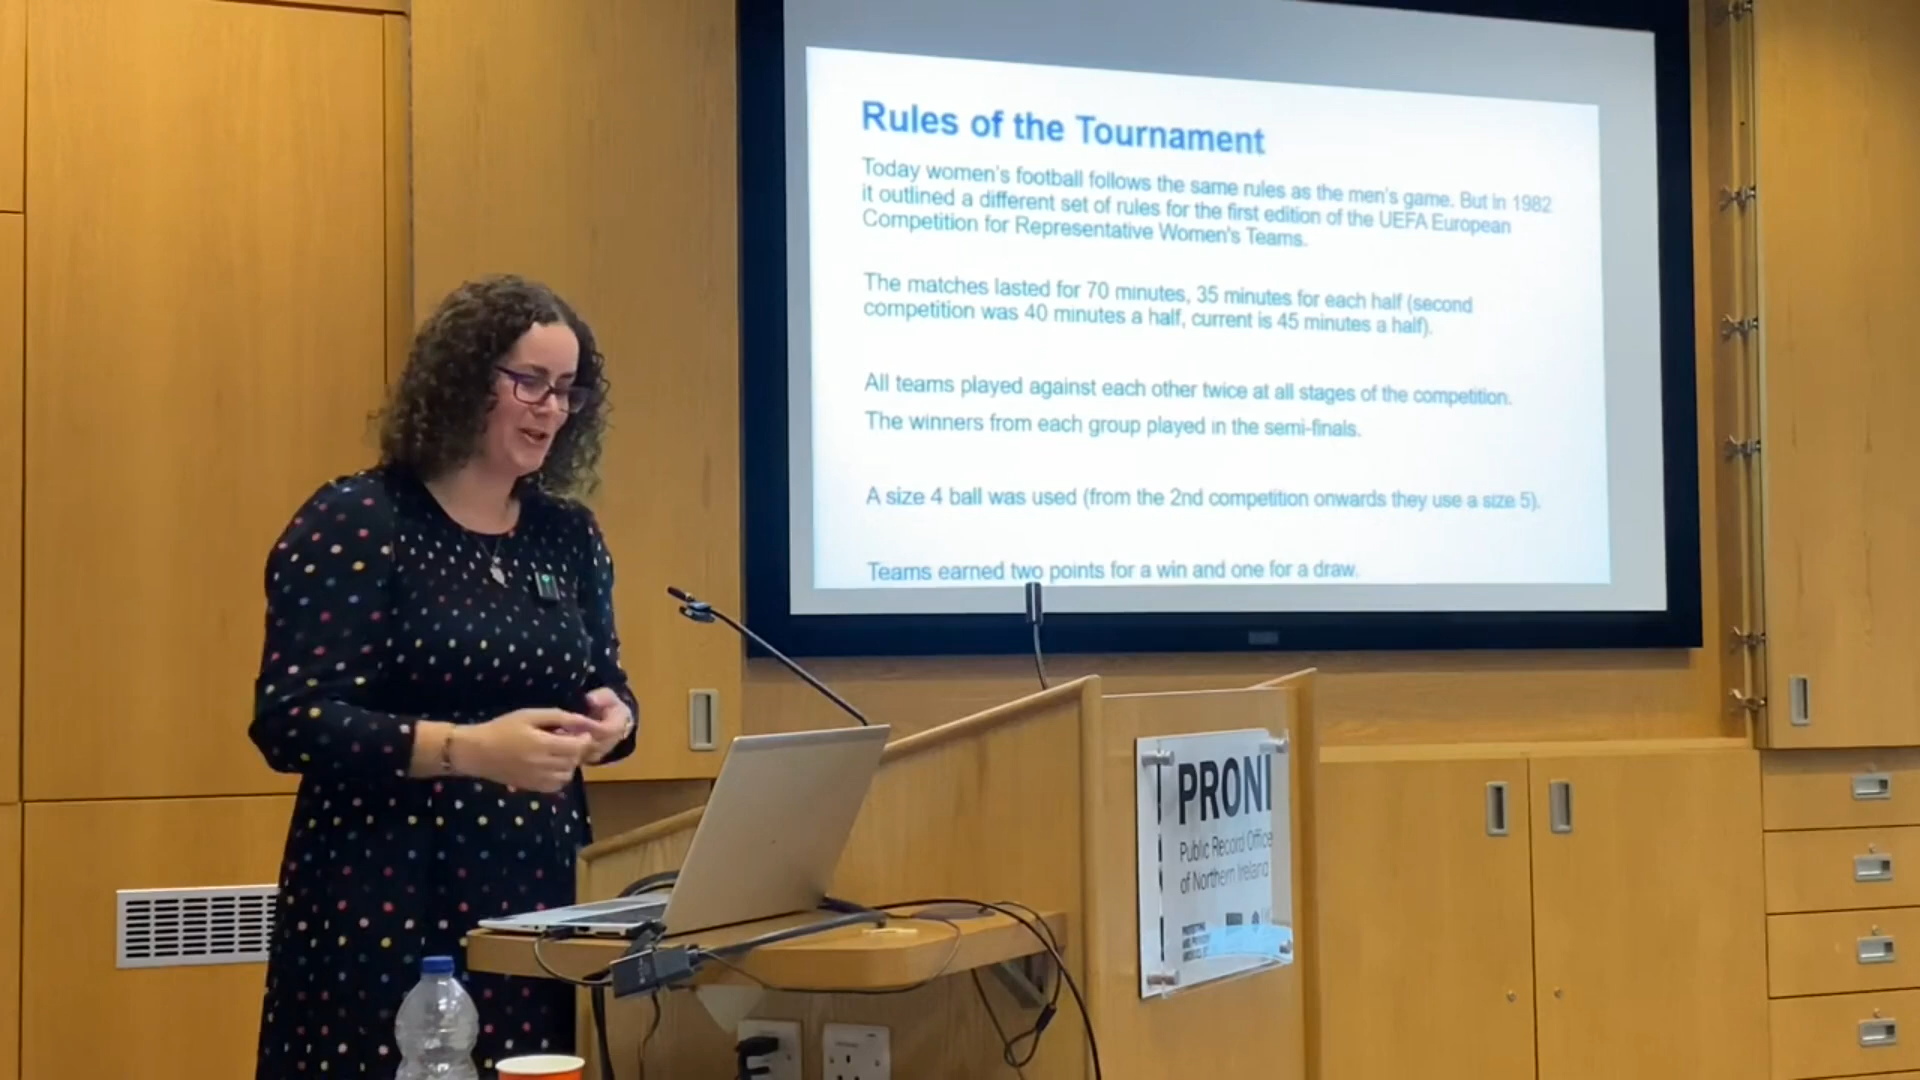 Rules of the Tournament
Today women's football follows the same rules as the men's game. But in 1982
it outlined a different set of rules for the first edition of the UEFA European
Competition for Representative Women's Teams.
The matches lasted for 70 minutes, 35 minutes for each half (second
competition was 40 minutes a half, current is 45 minutes a half).
All teams played against each other twice at all stages of the competition.
The winners from each group played in the semi-finals.
A size 4 ball was used (from the 2nd competition onwards they use a size 5).
Teams earned two points for a win and one for a draw.
PRONI
Public Record Office
of Northern Ireland